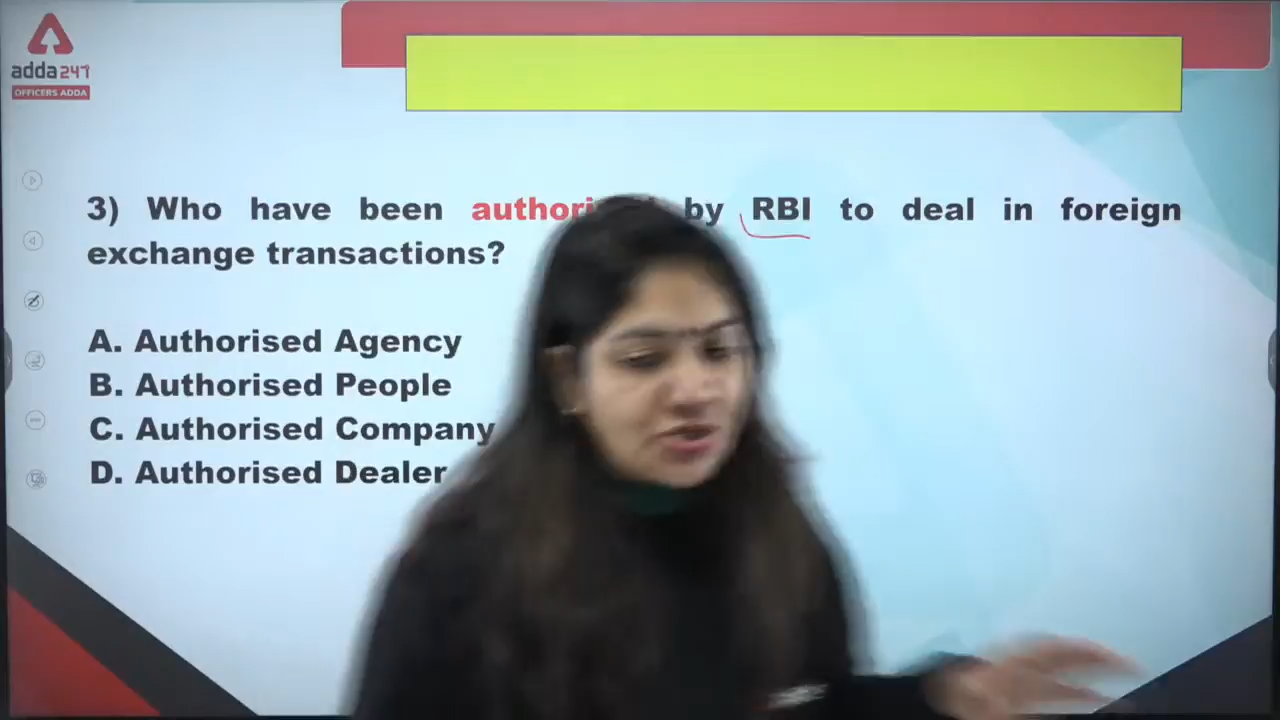 adda247
OFFICERS ADDA
3) Who have been by RBI to deal in foreign
exchange transactions?
A. Authorised Agency
B. Authorised People
C. Authorised Company
D. Authorised Dealer